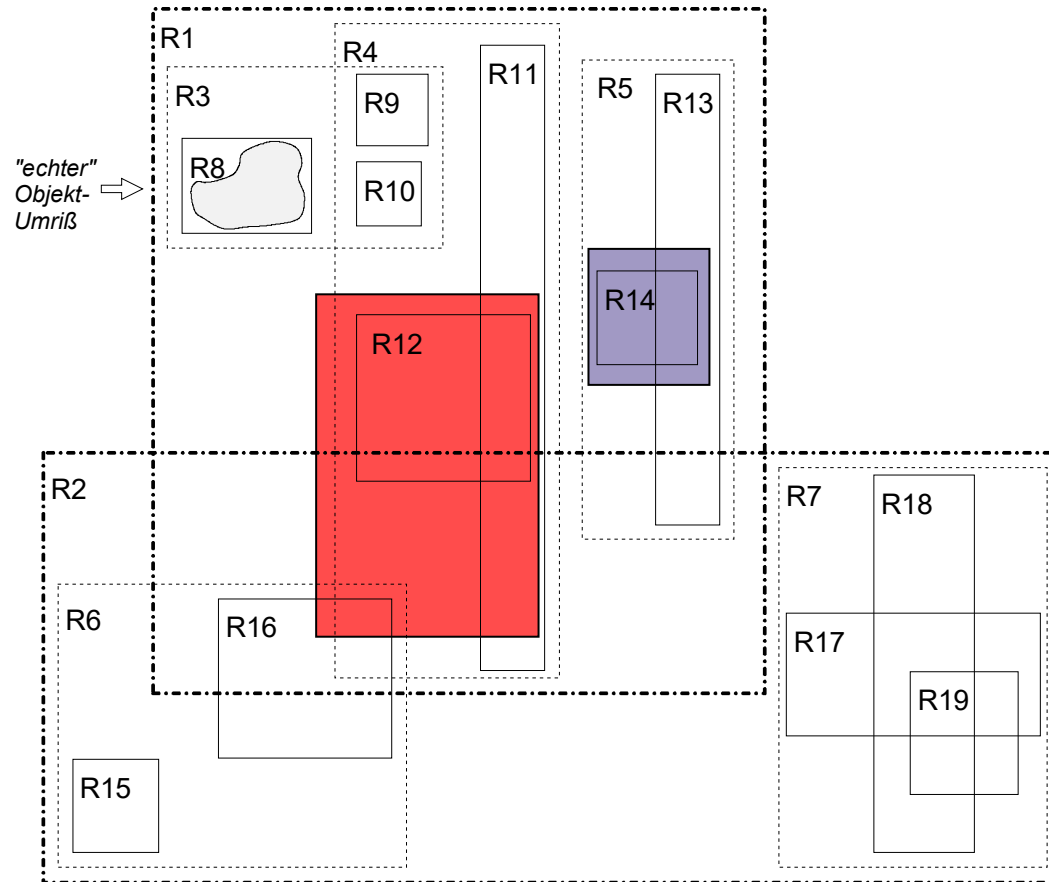 R1
R4
R11
R5
R13
R3
R9
"echter"
Objekt-
Umriß
R8
R10
R14
R12
R2
R7
R18
R6
R16
R17
R19
R15